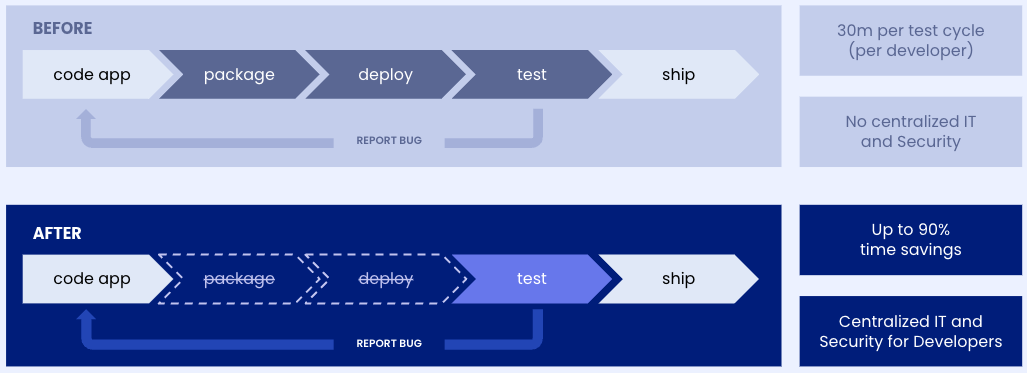 BEFORE
code app
package
deploy
test
ship
REPORT BUG
30m per test cycle
(per developer)
No centralized IT
and Security
AFTER
code app
package
deploy
test
ship
REPORT BUG
Up to 90%
time savings
Centralized IT and
Security for Developers